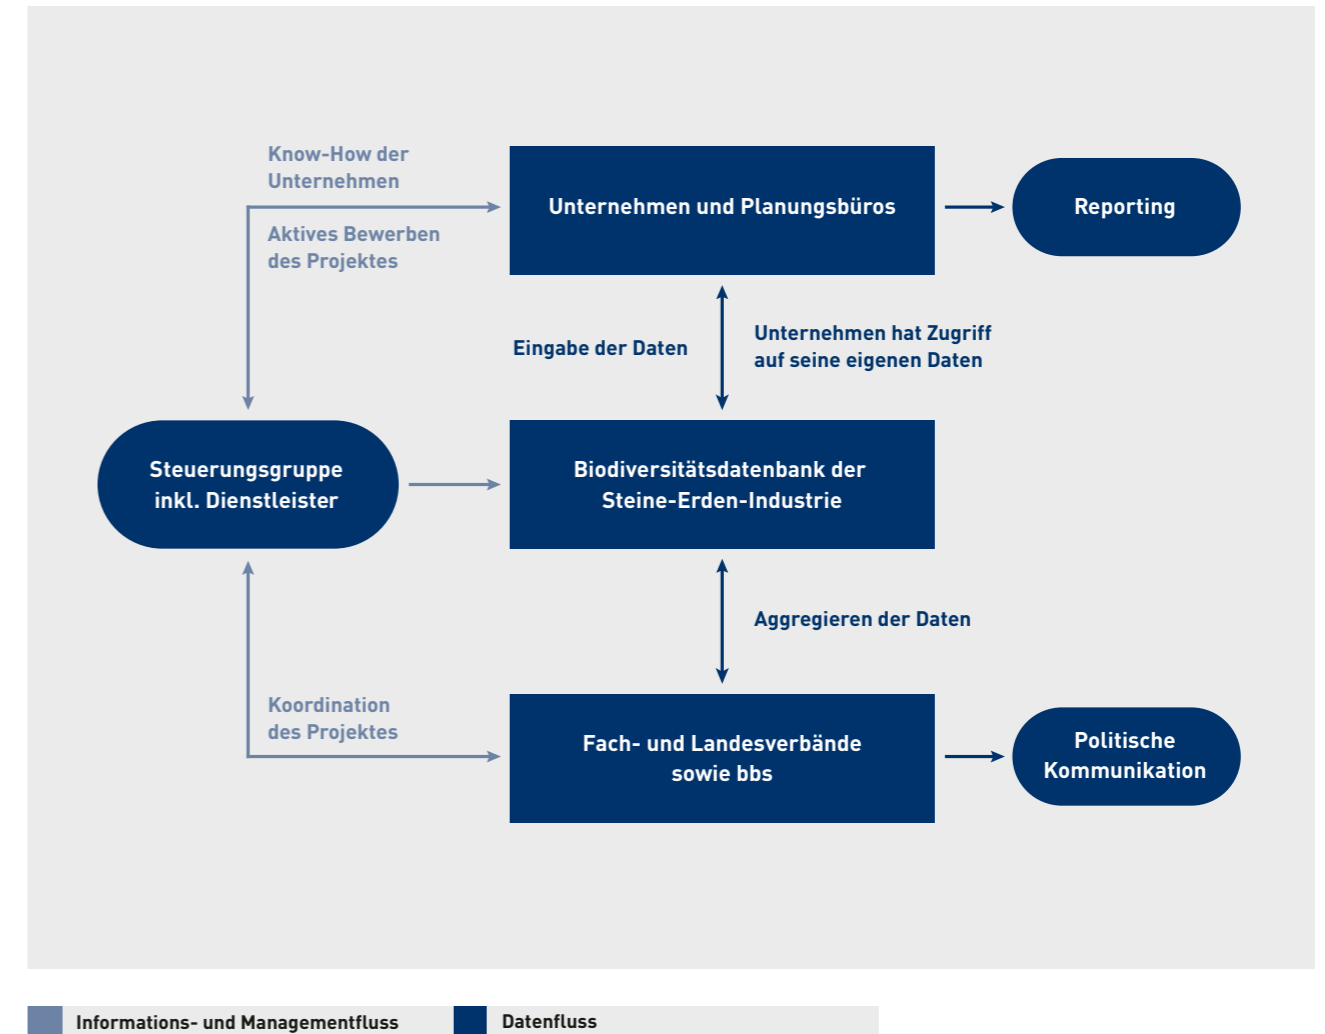 Know-How der
Unternehmen
Aktives Bewerben
des Projektes
Unternehmen und Planungsbüros
Reporting
Eingabe der Daten
Unternehmen hat Zugriff
auf seine eigenen Daten
Steuerungsgruppe
inkl. Dienstleister
Biodiversitätsdatenbank der
Steine-Erden-Industrie
Aggregieren der Daten
Koordination
des Projektes
Fach- und Landesverbände
sowie bbs
Politische
Kommunikation
Informations- und Managementfluss
Datenfluss